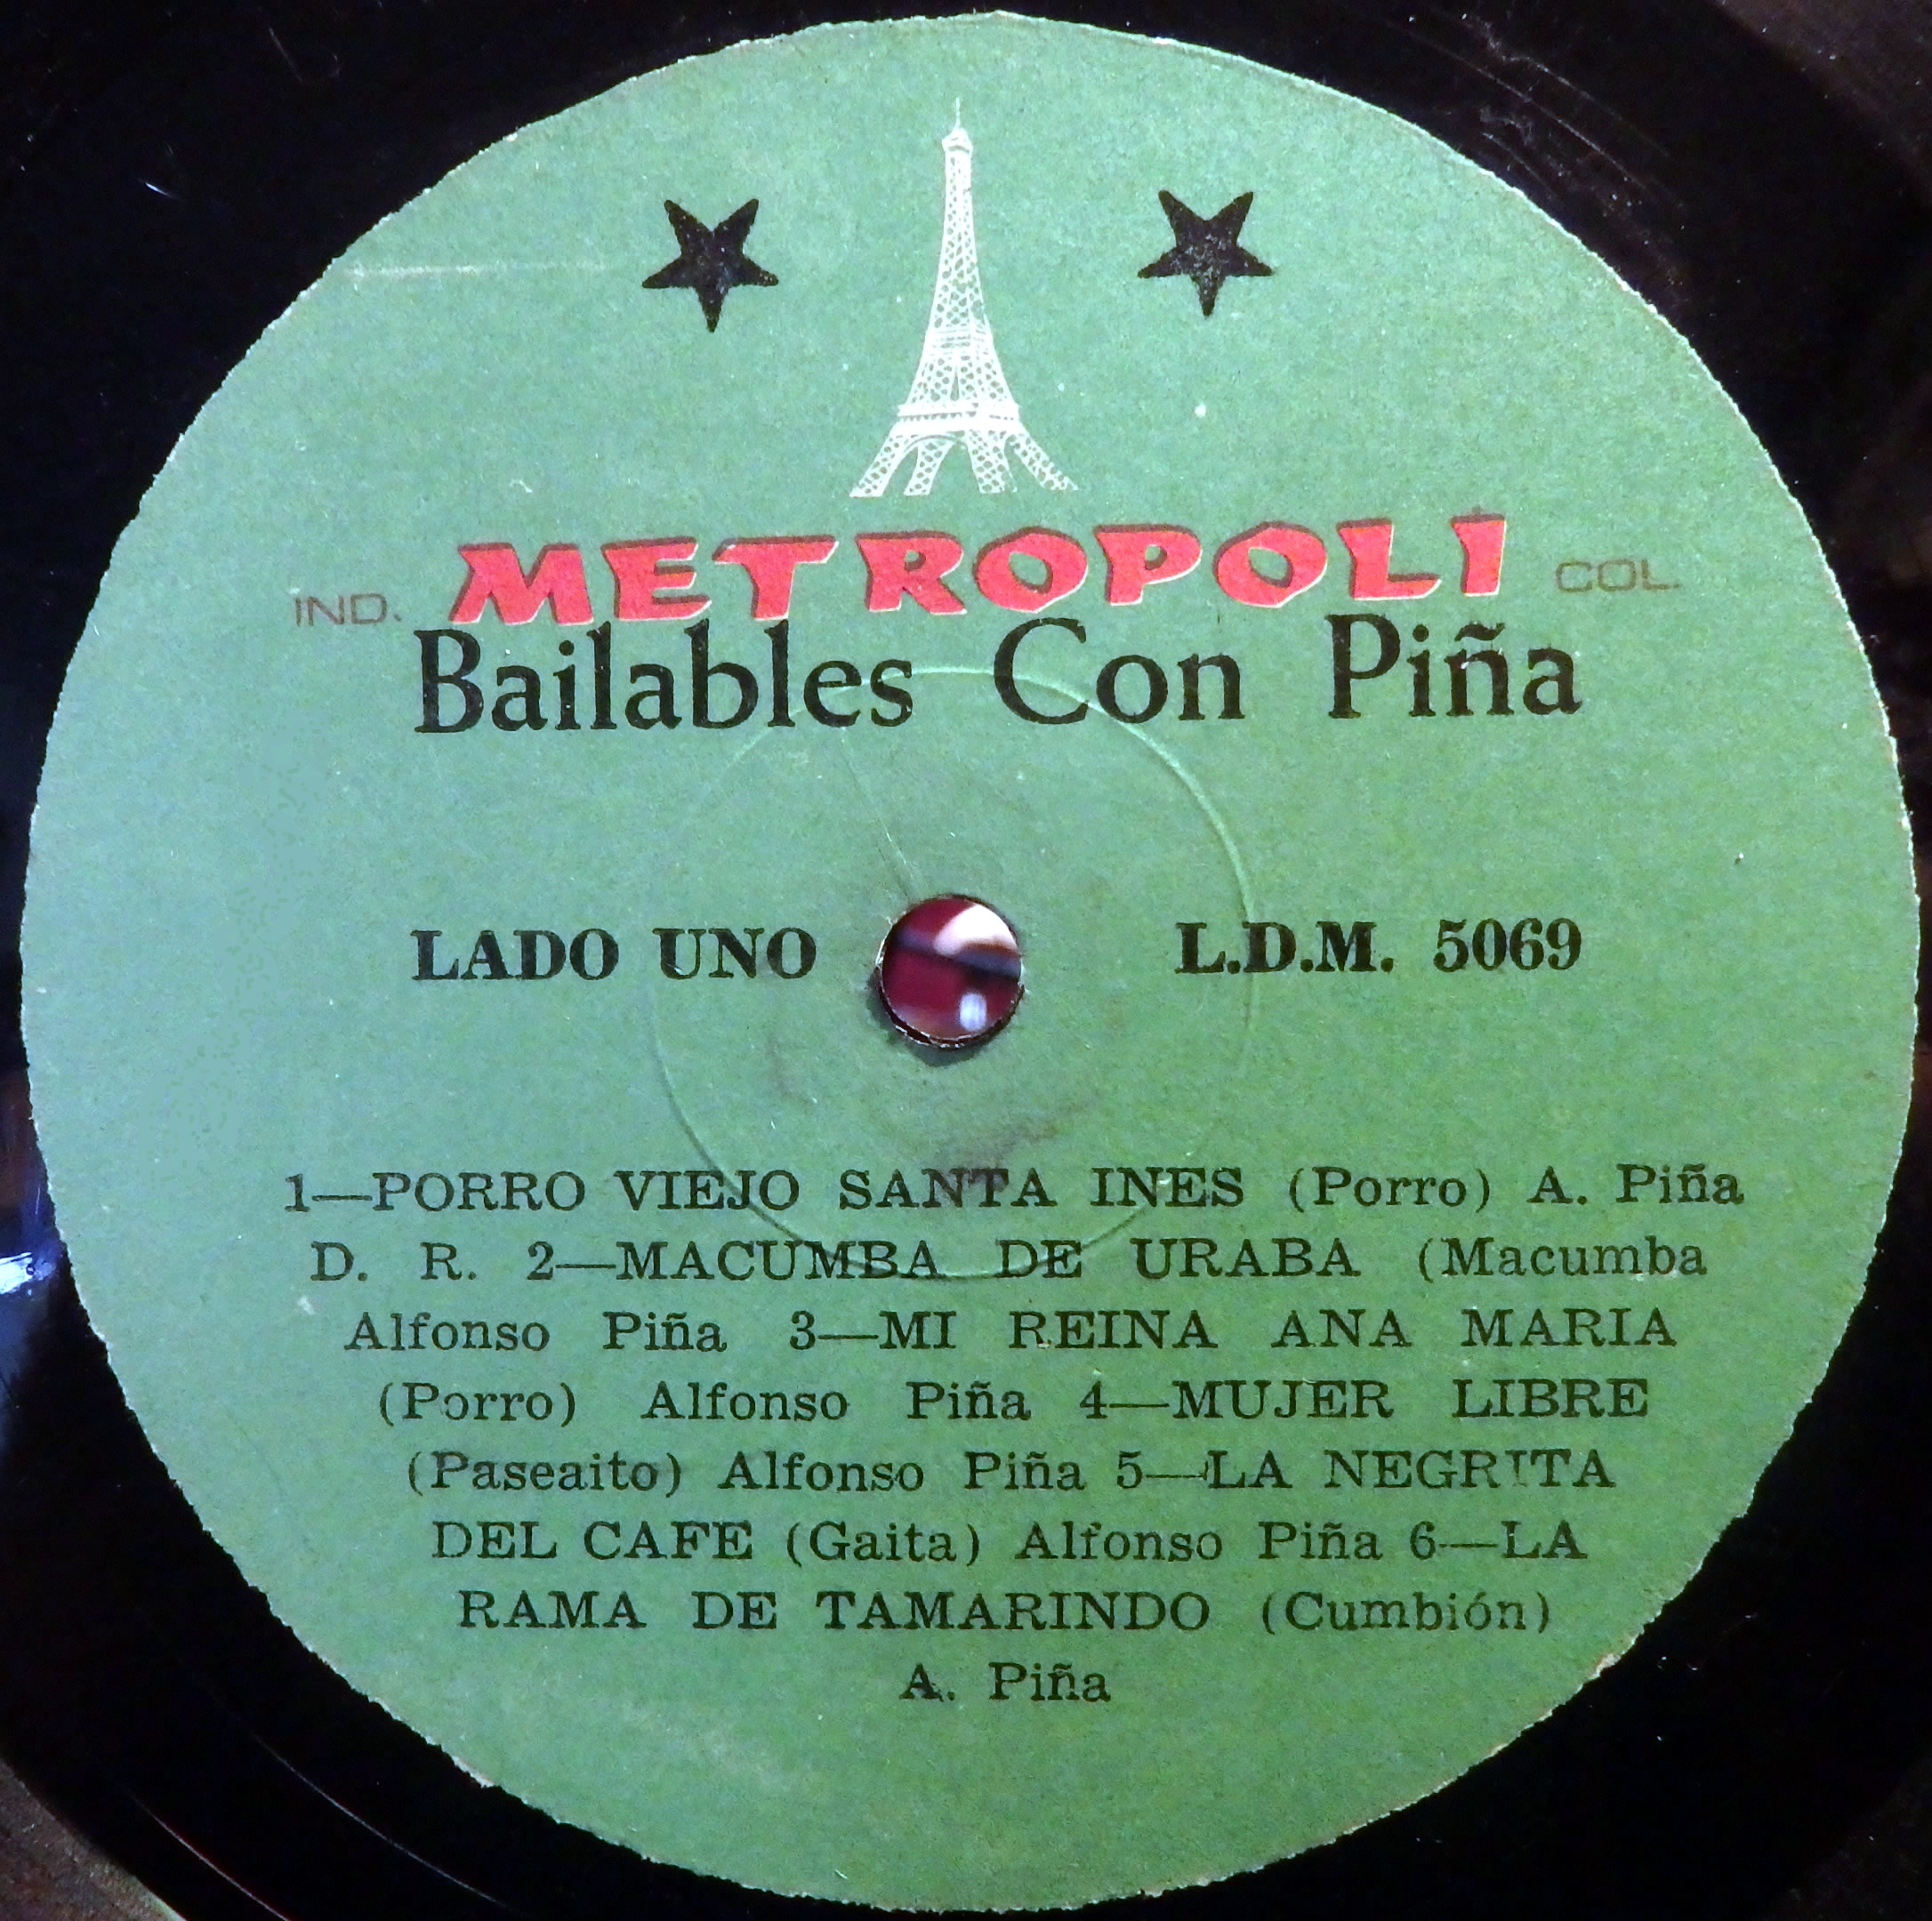 IND. METROPOLI COL.
Bailables Con Piña
LADO UNO L.D.M. 5069
1—PORRO VIEJO SANTA INES (Porro) A. Piña
D. R. 2—MACUMBA DE URABA (Macumba
Alfonso Piña 3—MI REINA ANA MARIA
(Porro) Alfonso Piña 4—MUJER LIBRE
(Paseaito) Alfonso Piña 5—LA NEGRITA
DEL CAFE (Gaita) Alfonso Piña 6—LA
RAMA DE TAMARINDO (Cumbión)
A. Piña